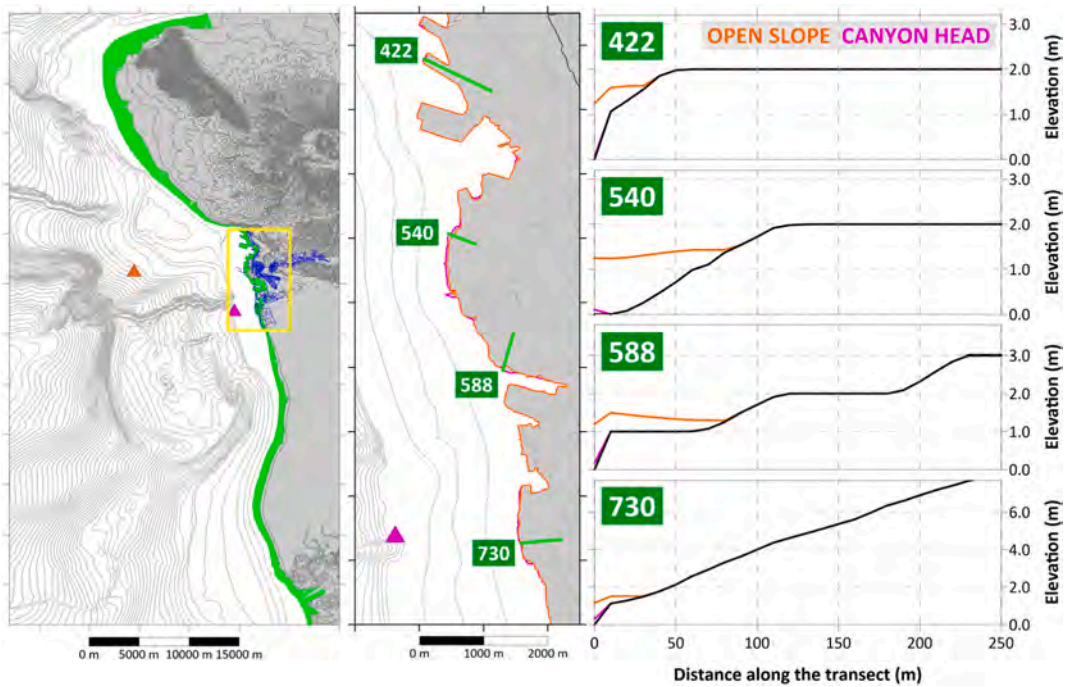 0 m 5000 m 10000 m 15000 m
422
540
588
730
0 m 1000 m 2000 m
422
OPEN SLOPE CANYON HEAD
3.0
2.0
1.0
0.0
Elevation (m)
540
3.0
2.0
1.0
0.0
Elevation (m)
588
3.0
2.0
1.0
0.0
Elevation (m)
730
6.0
4.0
2.0
0.0
Elevation (m)
0 50 100 150 200 250
Distance along the transect (m)